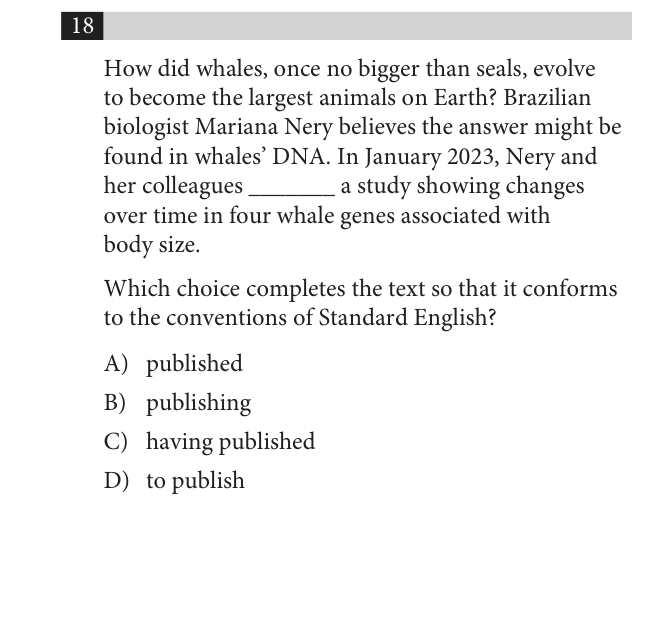 18
How did whales, once no bigger than seals, evolve
to become the largest animals on Earth? Brazilian
biologist Mariana Nery believes the answer might be
found in whales’ DNA. In January 2023, Nery and
her colleagues _______ a study showing changes
over time in four whale genes associated with
body size.
Which choice completes the text so that it conforms
to the conventions of Standard English?
A) published
B) publishing
C) having published
D) to publish